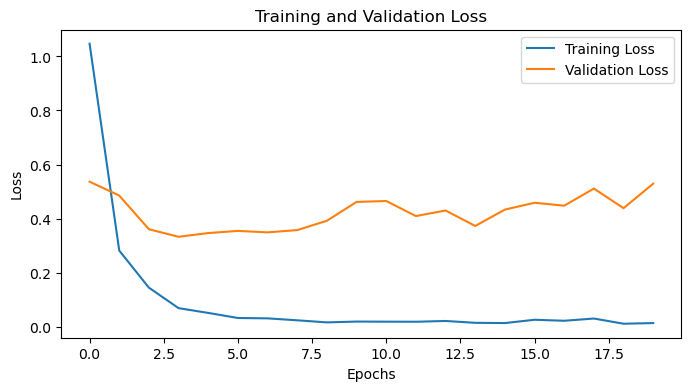 Training and Validation Loss
Training Loss
Validation Loss
Loss
1.0
0.8
0.6
0.4
0.2
0.0
0.0 2.5 5.0 7.5 10.0 12.5 15.0 17.5
Epochs